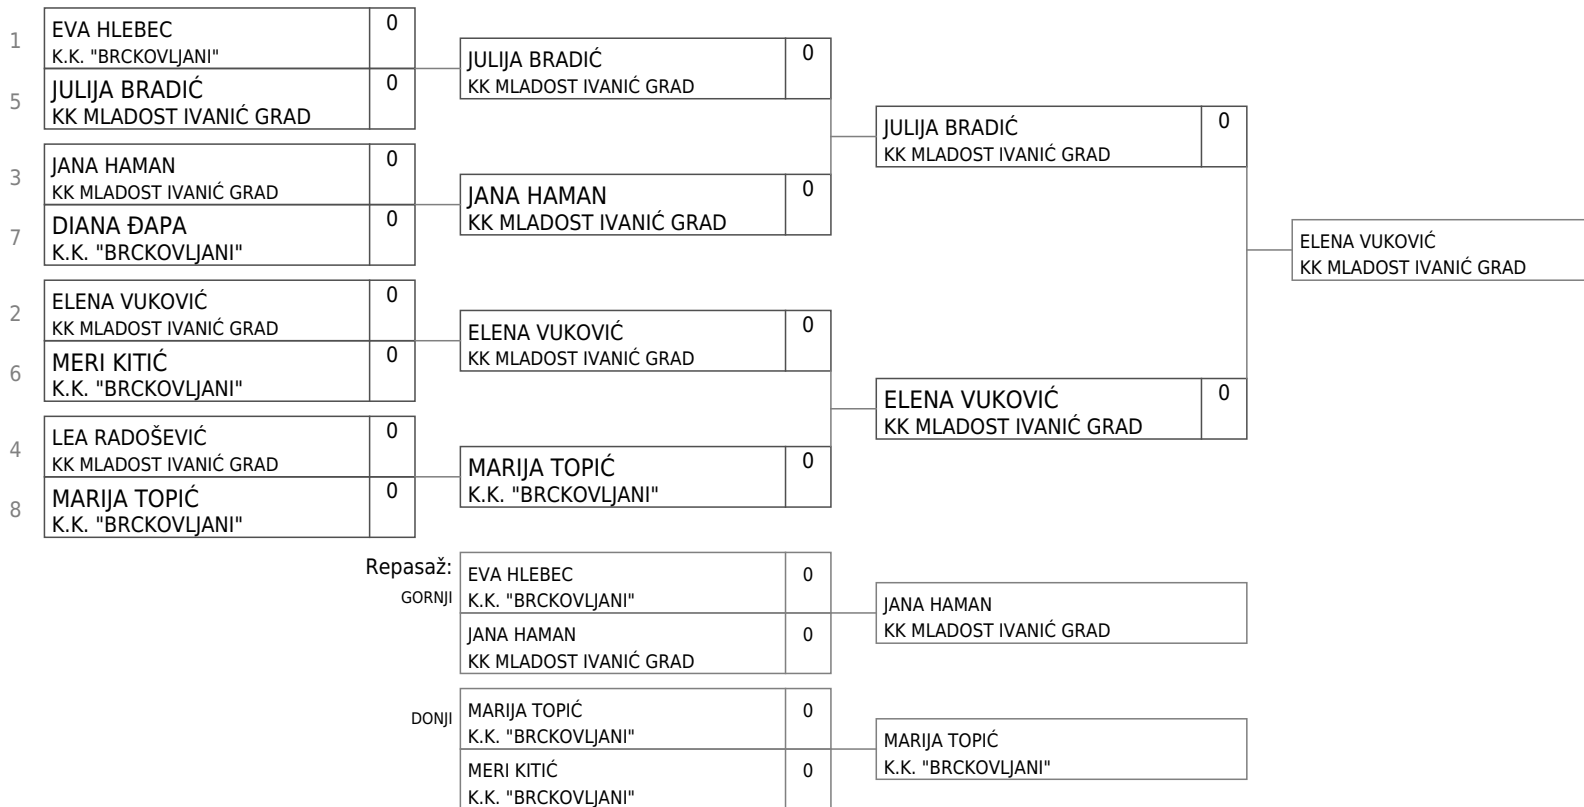 1
EVA HLEBEC 0
K.K. "BRCKOVLJANI"
5
JULIJA BRADIĆ 0
KK MLADOST IVANIĆ GRAD
3
JANA HAMAN 0
KK MLADOST IVANIĆ GRAD
7
DIANA ĐAPA 0
K.K. "BRCKOVLJANI"
2
ELENA VUKOVIĆ 0
KK MLADOST IVANIĆ GRAD
6
MERI KITIĆ 0
K.K. "BRCKOVLJANI"
4
LEA RADOŠEVIĆ 0
KK MLADOST IVANIĆ GRAD
8
MARIJA TOPIĆ 0
K.K. "BRCKOVLJANI"
JULIJA BRADIĆ 0
KK MLADOST IVANIĆ GRAD
JANA HAMAN 0
KK MLADOST IVANIĆ GRAD
ELENA VUKOVIĆ 0
KK MLADOST IVANIĆ GRAD
MARIJA TOPIĆ 0
K.K. "BRCKOVLJANI"
JULIJA BRADIĆ 0
KK MLADOST IVANIĆ GRAD
ELENA VUKOVIĆ 0
KK MLADOST IVANIĆ GRAD
ELENA VUKOVIĆ
KK MLADOST IVANIĆ GRAD
Repasaž:
GORNJI
EVA HLEBEC 0
K.K. "BRCKOVLJANI"
JANA HAMAN 0
KK MLADOST IVANIĆ GRAD
JANA HAMAN
KK MLADOST IVANIĆ GRAD
DONJI
MARIJA TOPIĆ 0
K.K. "BRCKOVLJANI"
MERI KITIĆ 0
K.K. "BRCKOVLJANI"
MARIJA TOPIĆ
K.K. "BRCKOVLJANI"